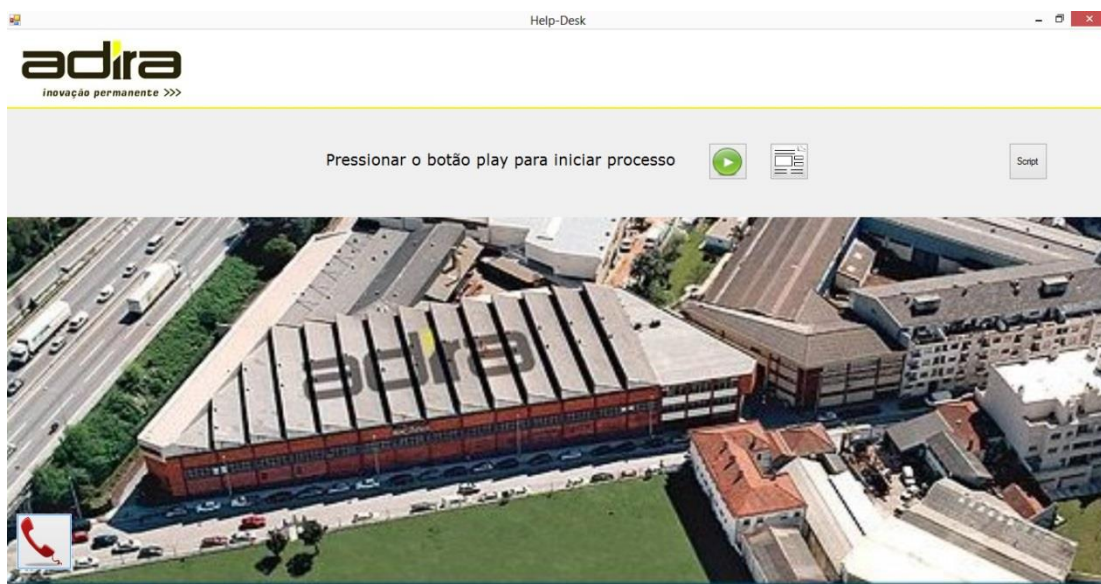 Help-Desk
adira
inovação permanente >>>
Pressionar o botão play para iniciar processo
Script
adira